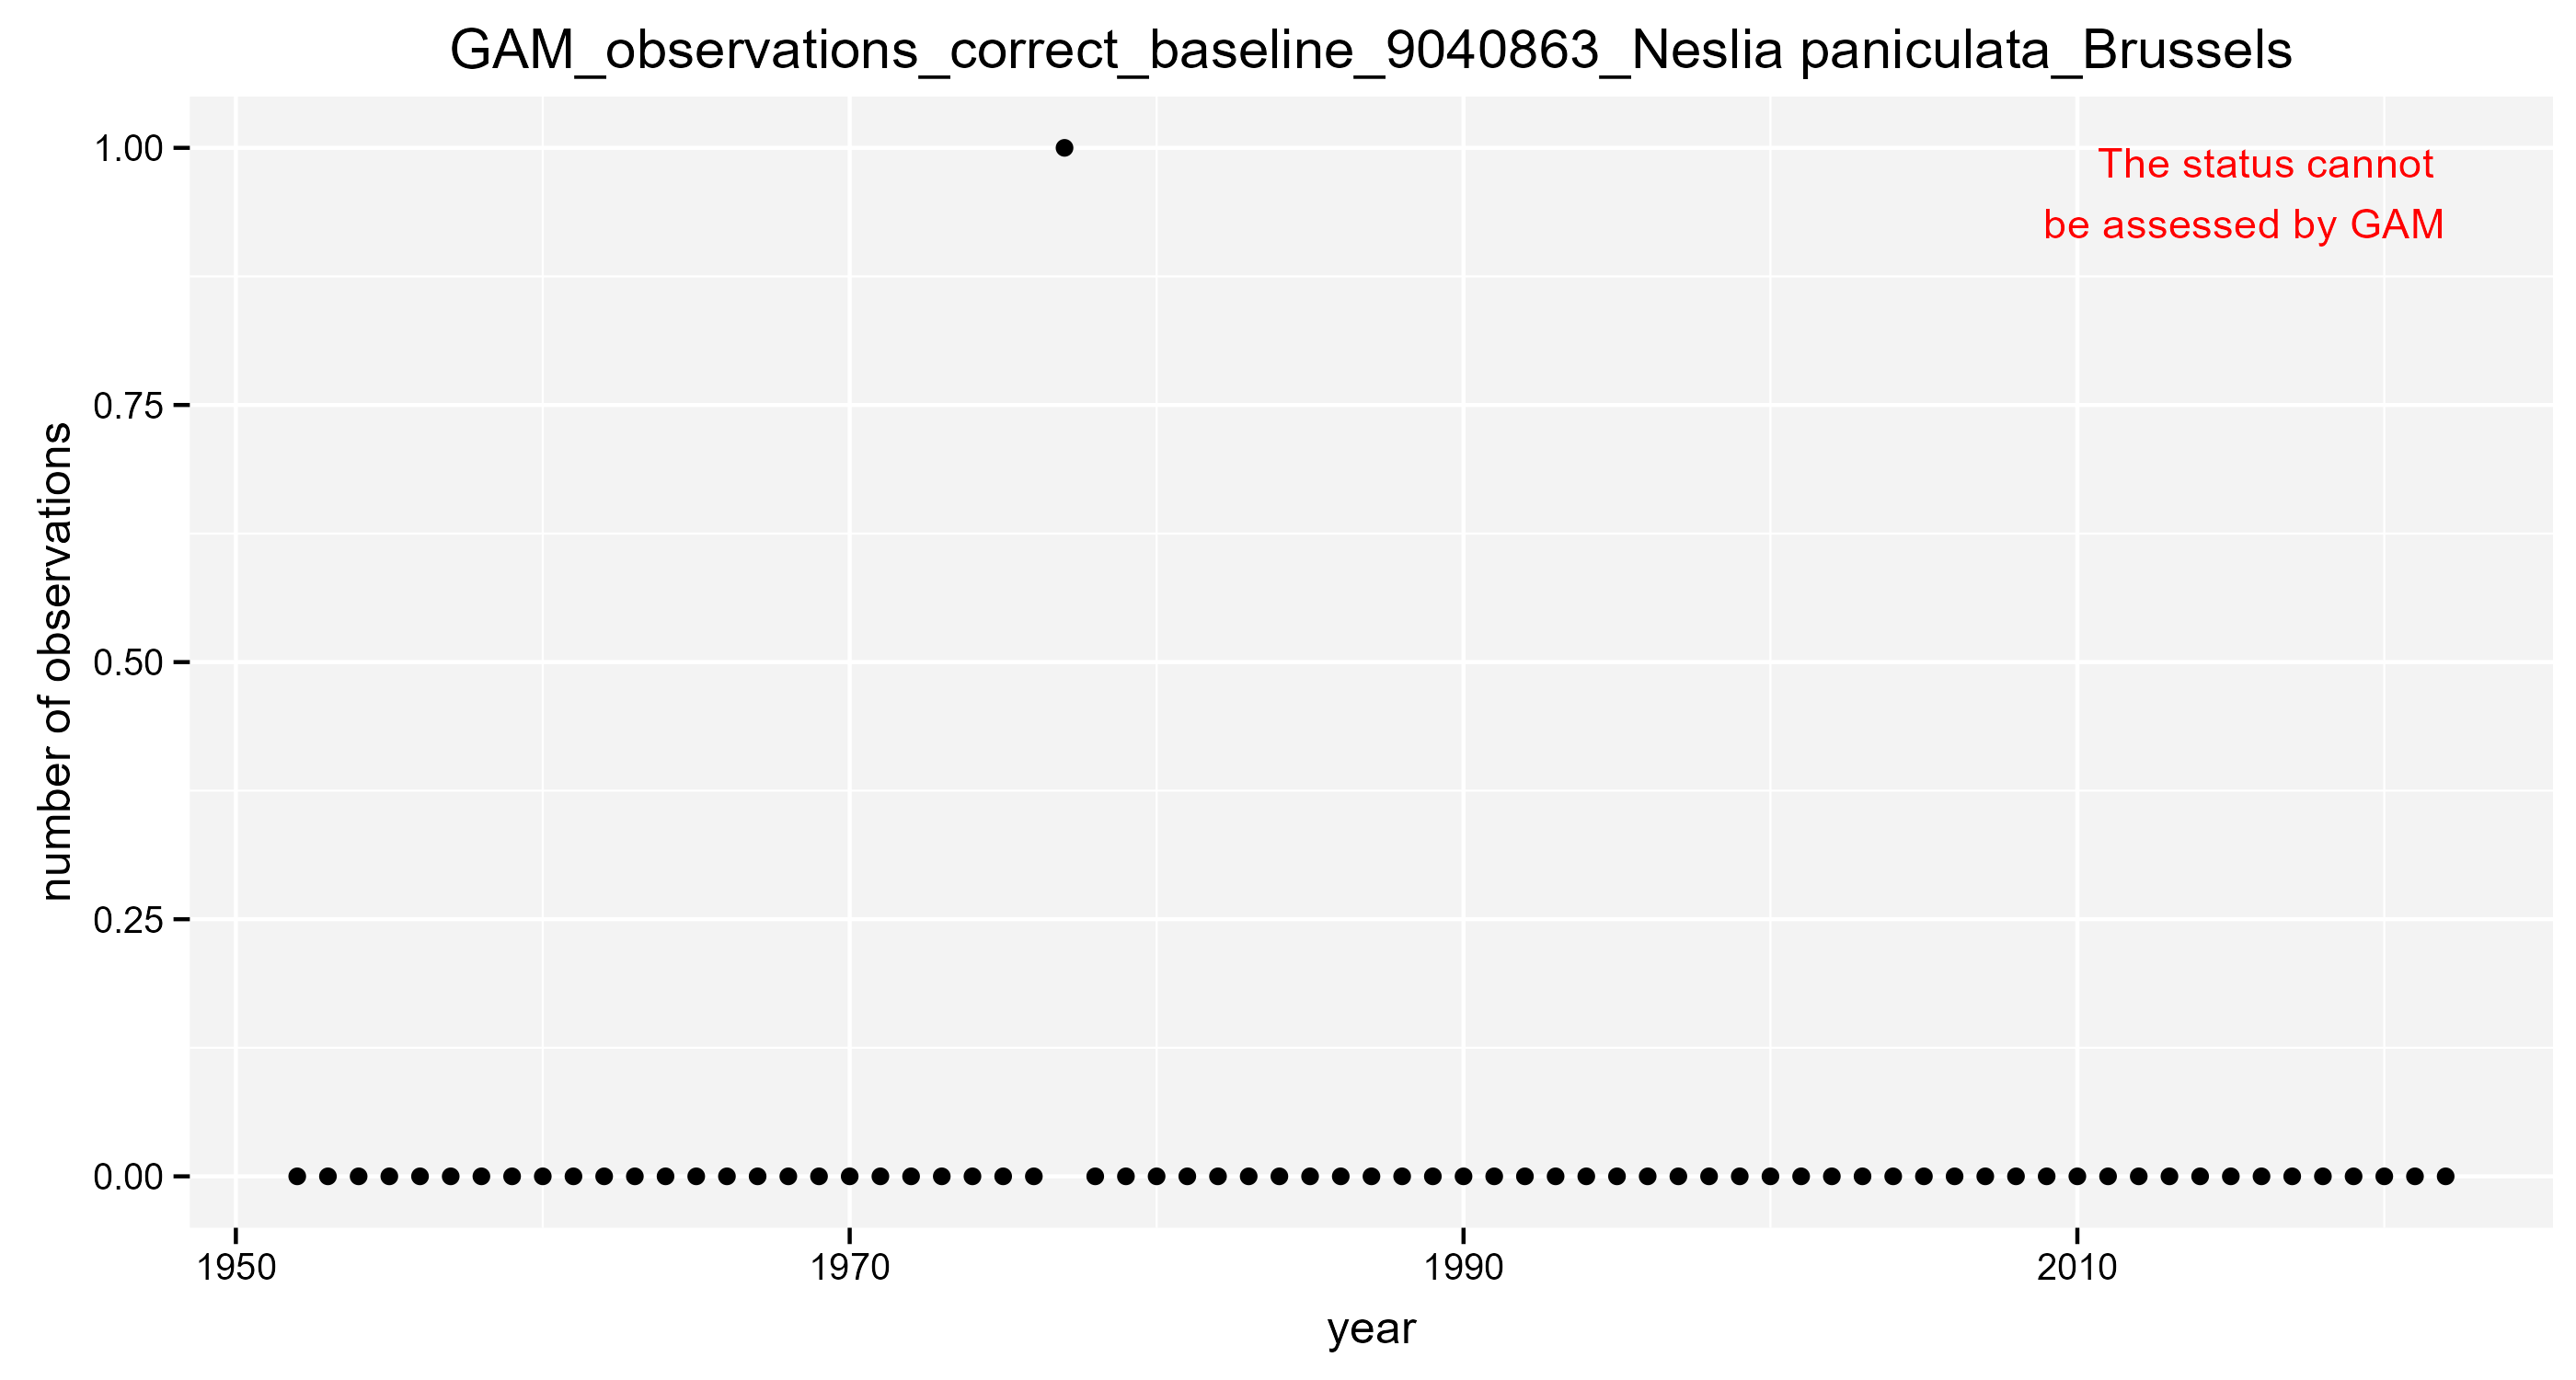 GAM_observations_correct_baseline_9040863_Neslia paniculata_Brussels
1.00
The status cannot
be assessed by GAM
0.75
0.50
0.25
0.00
number of observations
1950
1970
1990
2010
year